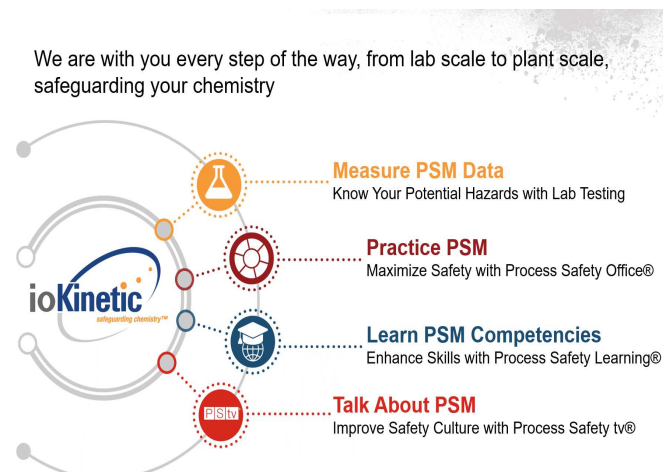 We are with you every step of the way, from lab scale to plant scale,
safeguarding your chemistry
Measure PSM Data
Know Your Potential Hazards with Lab Testing
Practice PSM
Maximize Safety with Process Safety Office®
ioKinetic
safeguarding chemistry™
Learn PSM Competencies
Enhance Skills with Process Safety Learning®
Talk About PSM
PStv
Improve Safety Culture with Process Safety tv®